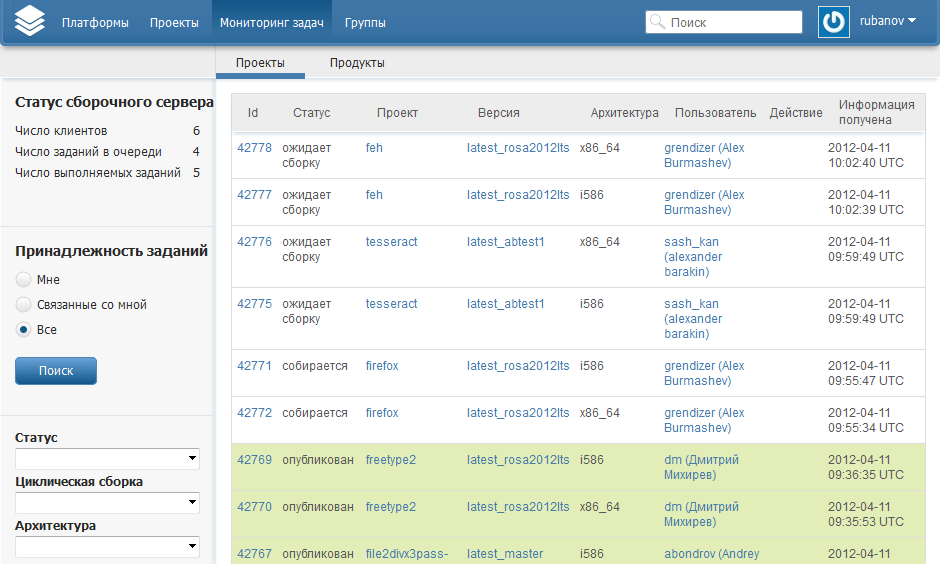 Платформы Проекты Мониторинг задач Группы Поиск rubanov
Проекты Продукты
Статус сборочного сервера
Число клиентов 6
Число заданий в очереди 4
Число выполняемых заданий 5
Принадлежность заданий
Мне
Связанные со мной
Все
Поиск
Статус
Циклическая сборка
Архитектура
Id Статус Проект Версия Архитектура Пользователь Действие Информация
получена
42778 ожидает feh latest_rosa2012lts x86_64 grendizer (Alex 2012-04-11
сборку Burmashev) 10:02:40 UTC
42777 ожидает feh latest_rosa2012lts i586 grendizer (Alex 2012-04-11
сборку Burmashev) 10:02:39 UTC
42776 ожидает tesseract latest_abtest1 x86_64 sash_kan 2012-04-11
сборку (alexander 09:59:49 UTC
barakin)
42775 ожидает tesseract latest_abtest1 i586 sash_kan 2012-04-11
сборку (alexander 09:59:49 UTC
barakin)
42771 собирается firefox latest_rosa2012lts i586 grendizer (Alex 2012-04-11
Burmashev) 09:55:47 UTC
42772 собирается firefox latest_rosa2012lts x86_64 grendizer (Alex 2012-04-11
Burmashev) 09:55:34 UTC
42769 опубликован freetype2 latest_rosa2012lts i586 dm (Дмитрий 2012-04-11
Михирев) 09:36:35 UTC
42770 опубликован freetype2 latest_rosa2012lts x86_64 dm (Дмитрий 2012-04-11
Михирев) 09:35:53 UTC
42767 опубликован file2divx3pass- latest_master i586 abondrov (Andrey 2012-04-11